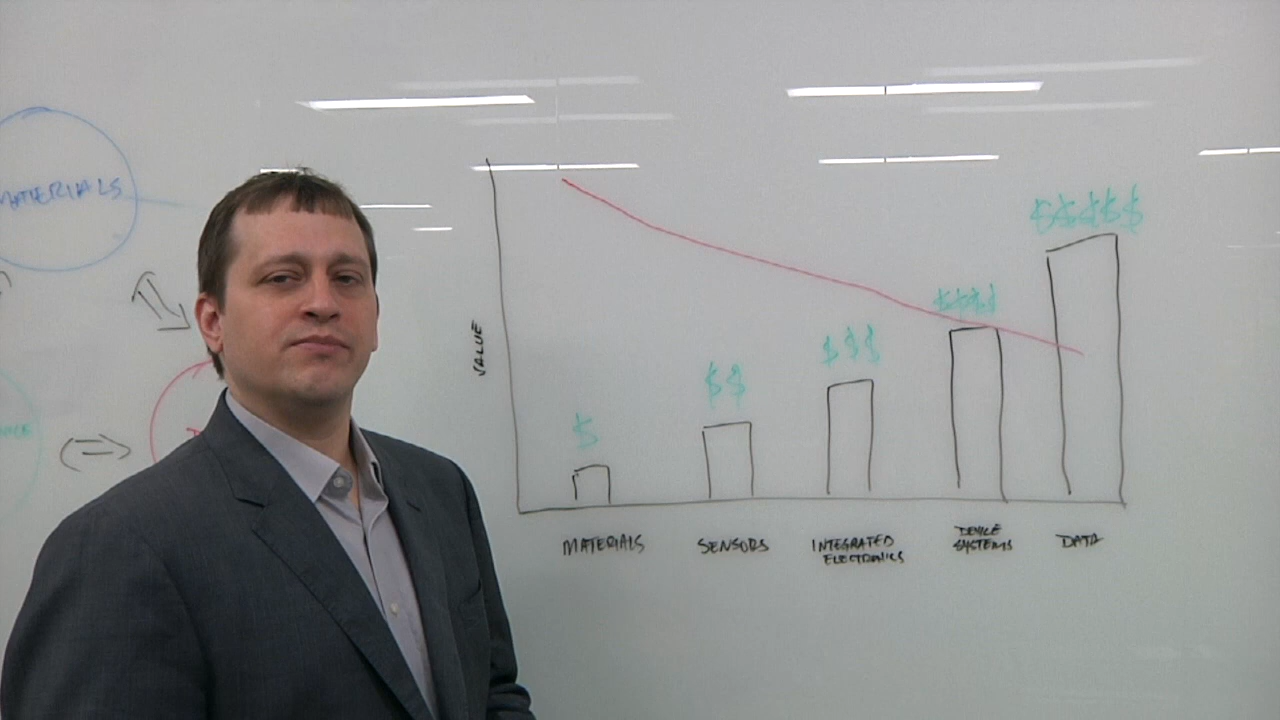 MATERIALS
VALUE
$
$$
$$$
$$$$
$$$$$
MATERIALS
SENSORS
INTEGRATED
ELECTRONICS
DEVICE
SYSTEMS
DATA